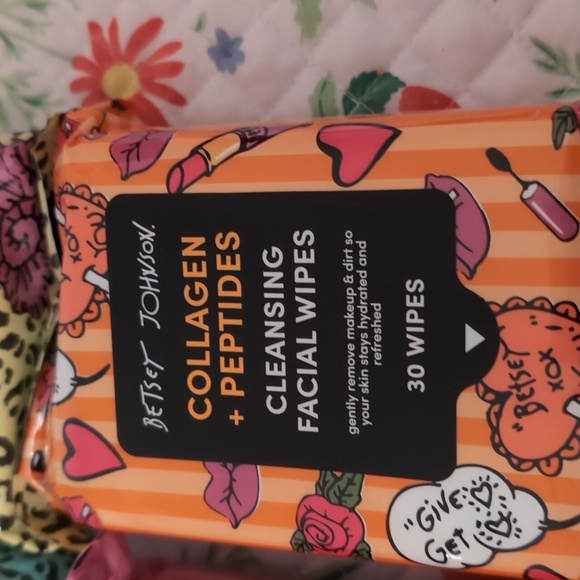 BETSEY JOHNSON.
COLLAGEN
+ PEPTIDES
CLEANSING
FACIAL WIPES
gently remove makeup & dirt so
your skin stays hydrated and
refreshed
30 WIPES
XOX
BETSEY
XOX
"GIVE
GET